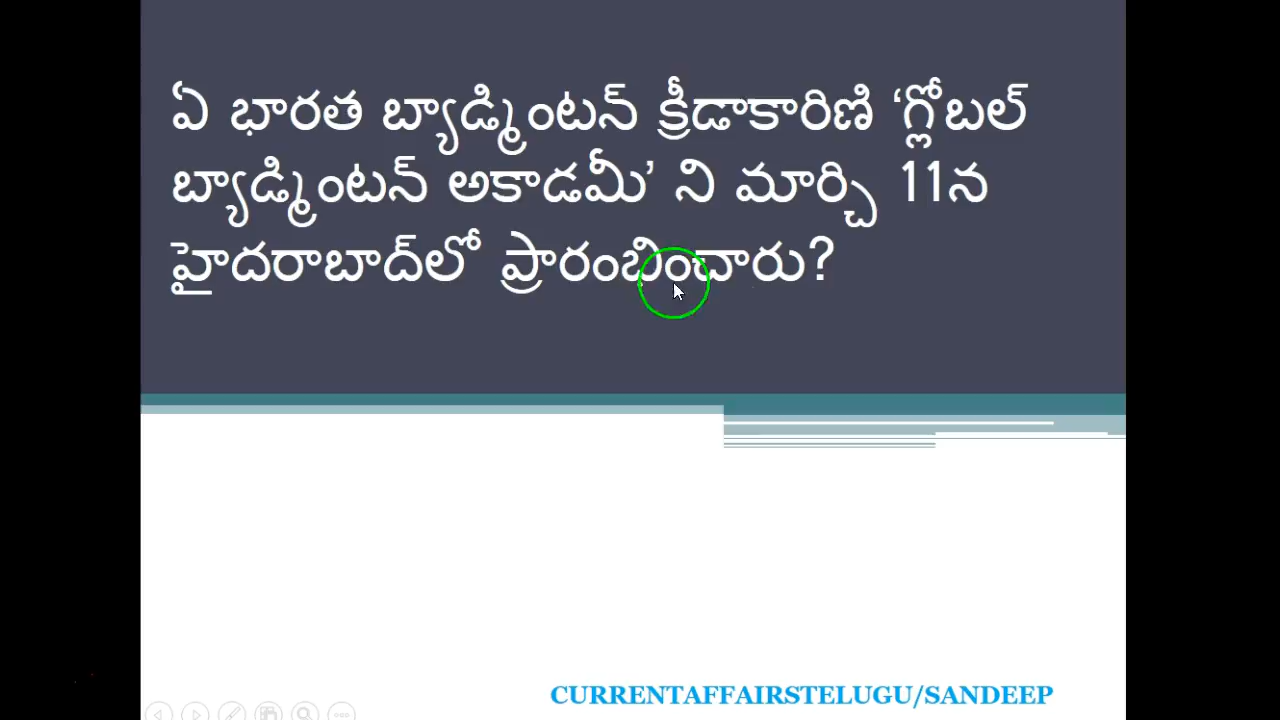 ఏ భారత బ్యాడ్మింటన్ క్రీడాకారిణి ‘గ్లోబల్
బ్యాడ్మింటన్ అకాడమీ’ ని మార్చి 11న
హైదరాబాద్‌లో ప్రారంభించారు?
CURRENTAFFAIRSTELUGU/SANDEEP